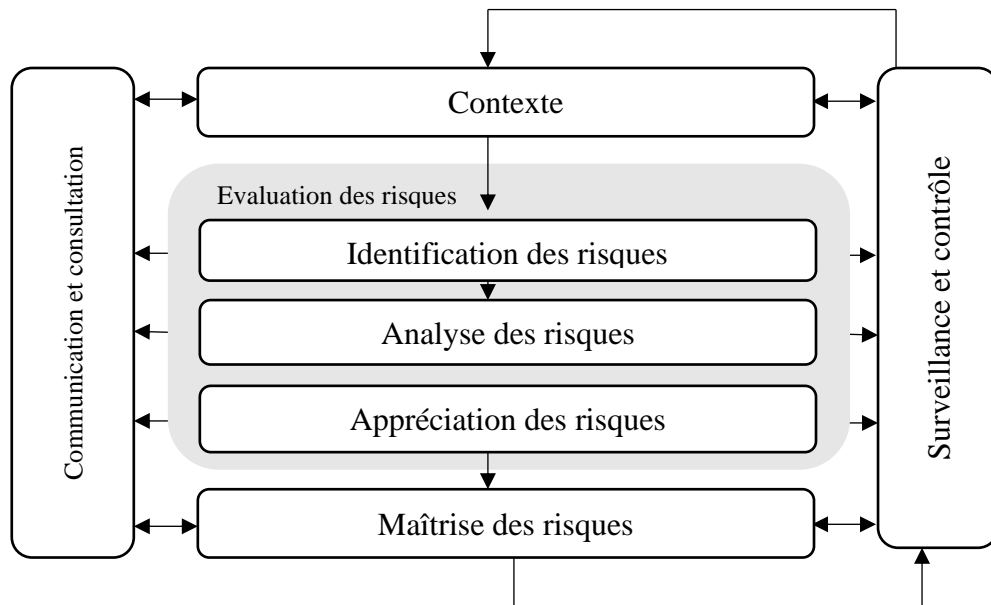 Contexte
Communication et consultation
Evaluation des risques
Identification des risques
Analyse des risques
Appréciation des risques
Maîtrise des risques
Surveillance et contrôle